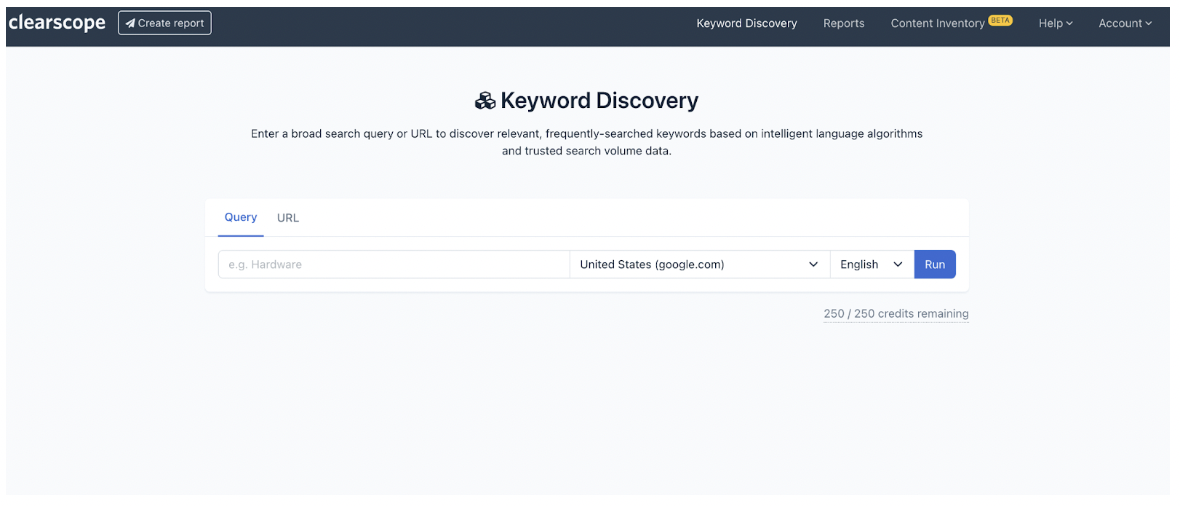 clearscope Create report Keyword Discovery Reports Content Inventory BETA Help Account
Keyword Discovery
Enter a broad search query or URL to discover relevant, frequently-searched keywords based on intelligent language algorithms
and trusted search volume data.
Query URL
e.g. Hardware United States (google.com) English Run
250 / 250 credits remaining